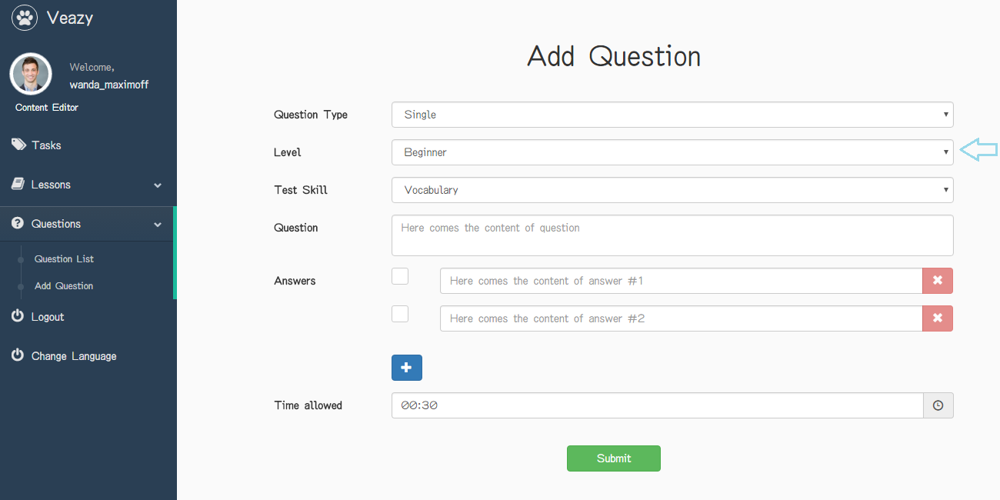 Veazy
Welcome,
wanda_maximoff
Content Editor
Tasks
Lessons
Questions
Question List
Add Question
Logout
Change Language
Add Question
Question Type Single
Level Beginner
Test Skill Vocabulary
Question Here comes the content of question
Answers Here comes the content of answer #1
Here comes the content of answer #2
Time allowed 00:30
Submit